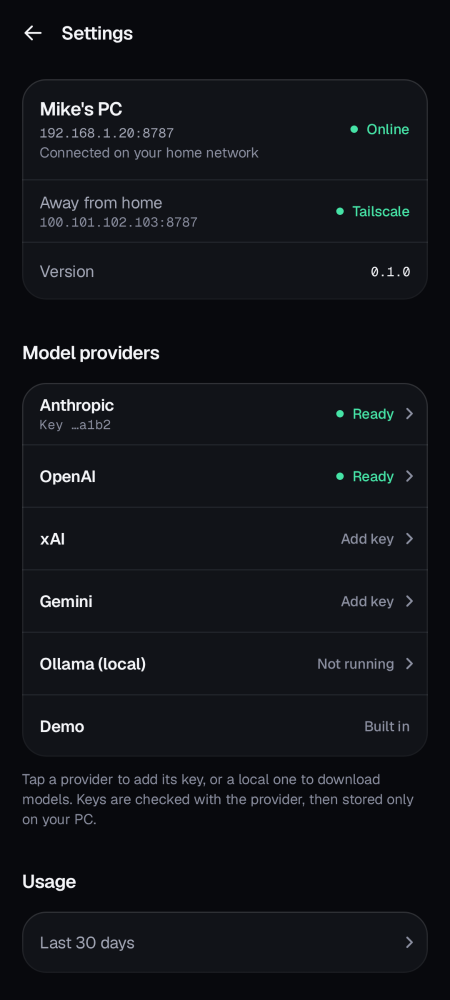 Settings
Mike's PC
192.168.1.20:8787
Online
Connected on your home network
Away from home
100.101.102.103:8787
Tailscale
Version
0.1.0
Model providers
Anthropic
Key …a1b2
Ready
OpenAI
Ready
xAI
Add key
Gemini
Add key
Ollama (local)
Not running
Demo
Built in
Tap a provider to add its key, or a local one to download
models. Keys are checked with the provider, then stored only
on your PC.
Usage
Last 30 days